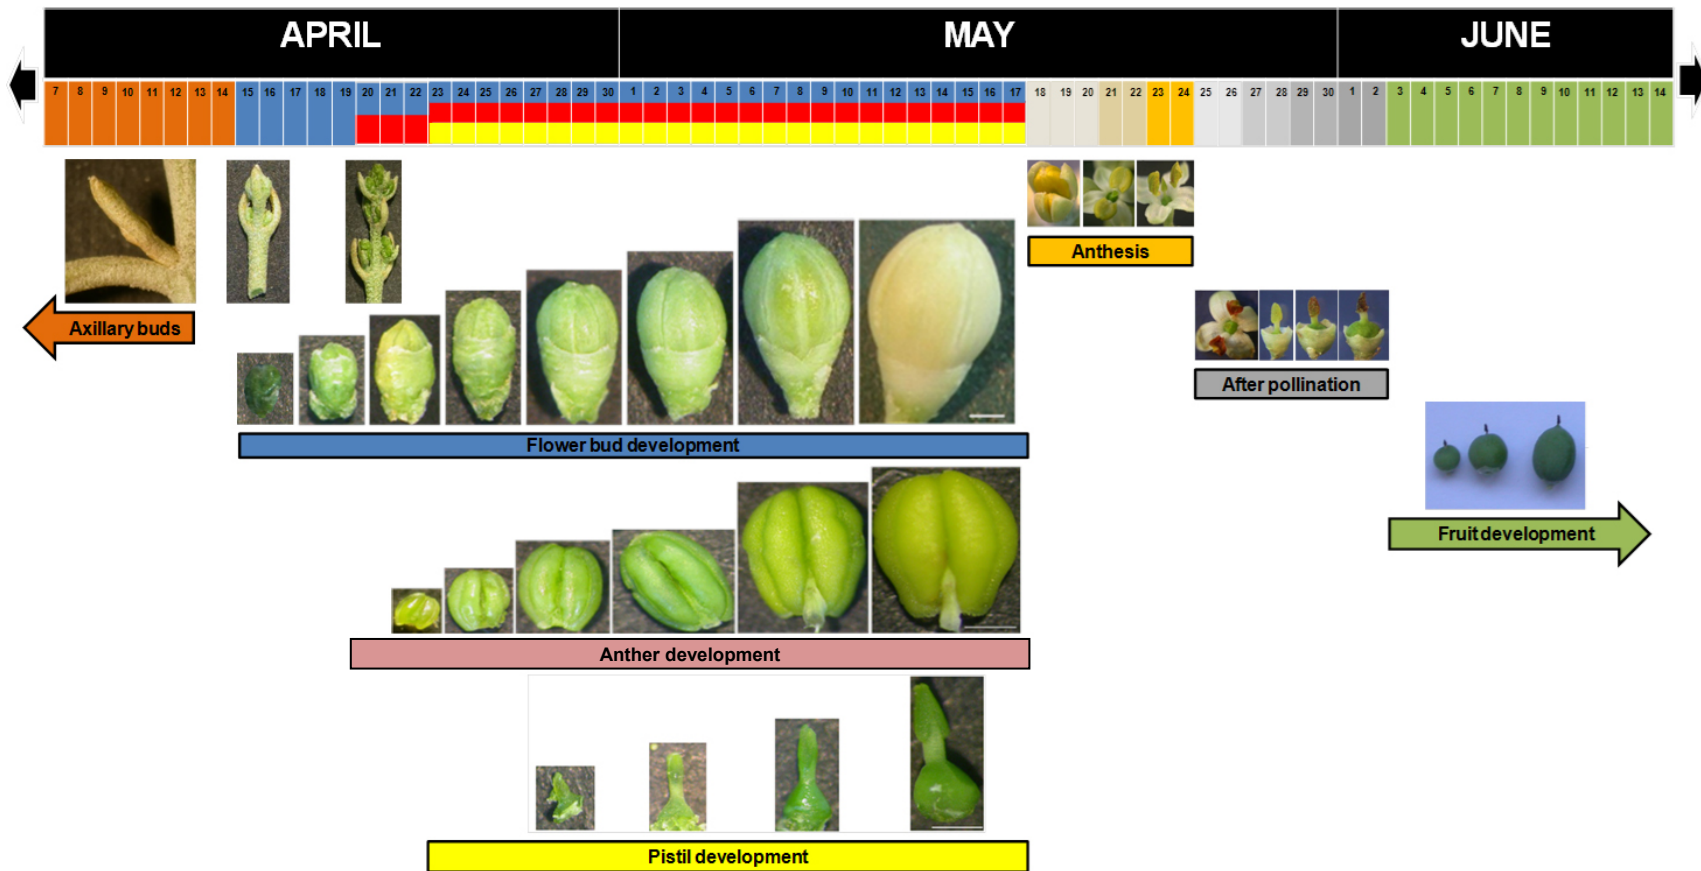 APRIL MAY JUNE
7 8 9 10 11 12 13 14 15 16 17 18 19 20 21 22 23 24 25 26 27 28 29 30 1 2 3 4 5 6 7 8 9 10 11 12 13 14 15 16 17 18 19 20 21 22 23 24 25 26 27 28 29 30 1 2 3 4 5 6 7 8 9 10 11 12 13 14
Anthesis
Axillary buds
After pollination
Flower bud development
Fruit development
Anther development
Pistil development